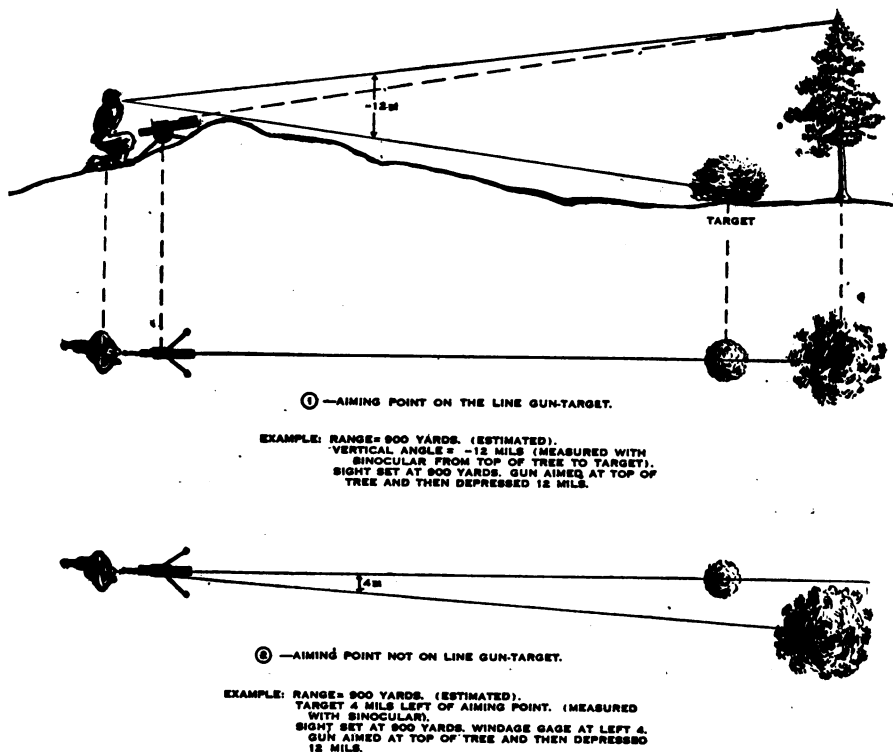 -12 ㎡
TARGET
① —AIMING POINT ON THE LINE GUN-TARGET.
EXAMPLE: RANGE= 900 YARDS. (ESTIMATED).
VERTICAL ANGLE= -12 MILS (MEASURED WITH
BINOCULAR FROM TOP OF TREE TO TARGET).
SIGHT SET AT 900 YARDS. GUN AIMED AT TOP OF
TREE AND THEN DEPRESSED 12 MILS.
4 ㎡
② —AIMING POINT NOT ON LINE GUN-TARGET.
EXAMPLE: RANGE= 900 YARDS. (ESTIMATED).
TARGET 4 MILS LEFT OF AIMING POINT. (MEASURED
WITH BINOCULAR).
SIGHT SET AT 900 YARDS. WINDAGE GAGE AT LEFT 4.
GUN AIMED AT TOP OF TREE AND THEN DEPRESSED
12 MILS.